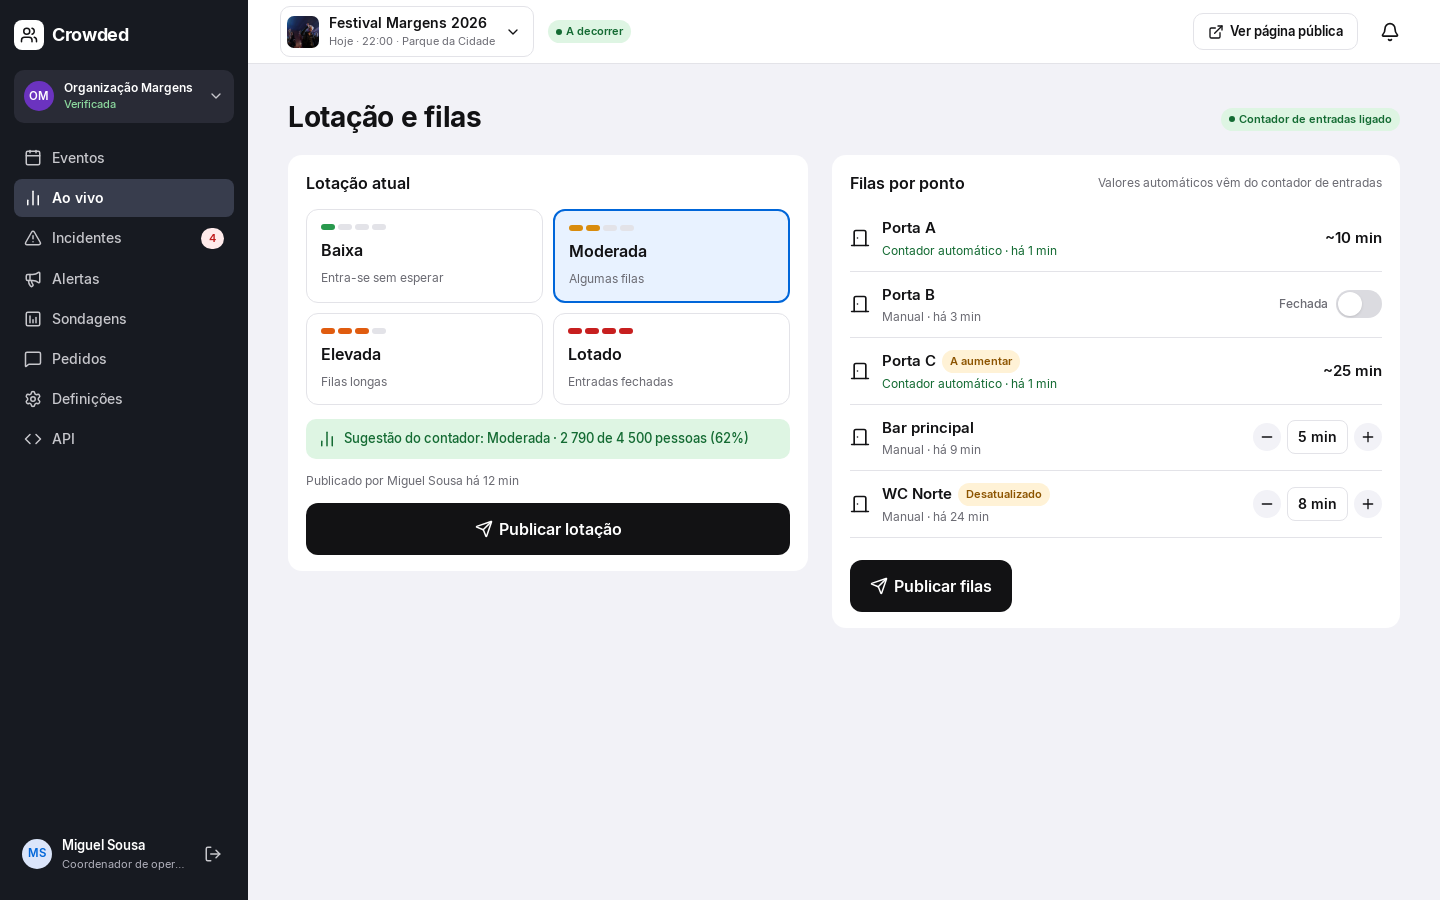 Crowded
OM
Organização Margens
Verificada
Eventos
Ao vivo
Incidentes
4
Alertas
Sondagens
Pedidos
Definições
API
MS
Miguel Sousa
Coordenador de oper...
Festival Margens 2026
Hoje · 22:00 · Parque da Cidade
A decorrer
Ver página pública
Lotação e filas
Contador de entradas ligado
Lotação atual
Baixa
Entra-se sem esperar
Moderada
Algumas filas
Elevada
Filas longas
Lotado
Entradas fechadas
Sugestão do contador: Moderada · 2 790 de 4 500 pessoas (62%)
Publicado por Miguel Sousa há 12 min
Publicar lotação
Filas por ponto
Valores automáticos vêm do contador de entradas
Porta A
Contador automático · há 1 min
~10 min
Porta B
Manual · há 3 min
Fechada
Porta C
A aumentar
Contador automático · há 1 min
~25 min
Bar principal
Manual · há 9 min
5 min
WC Norte
Desatualizado
Manual · há 24 min
8 min
Publicar filas